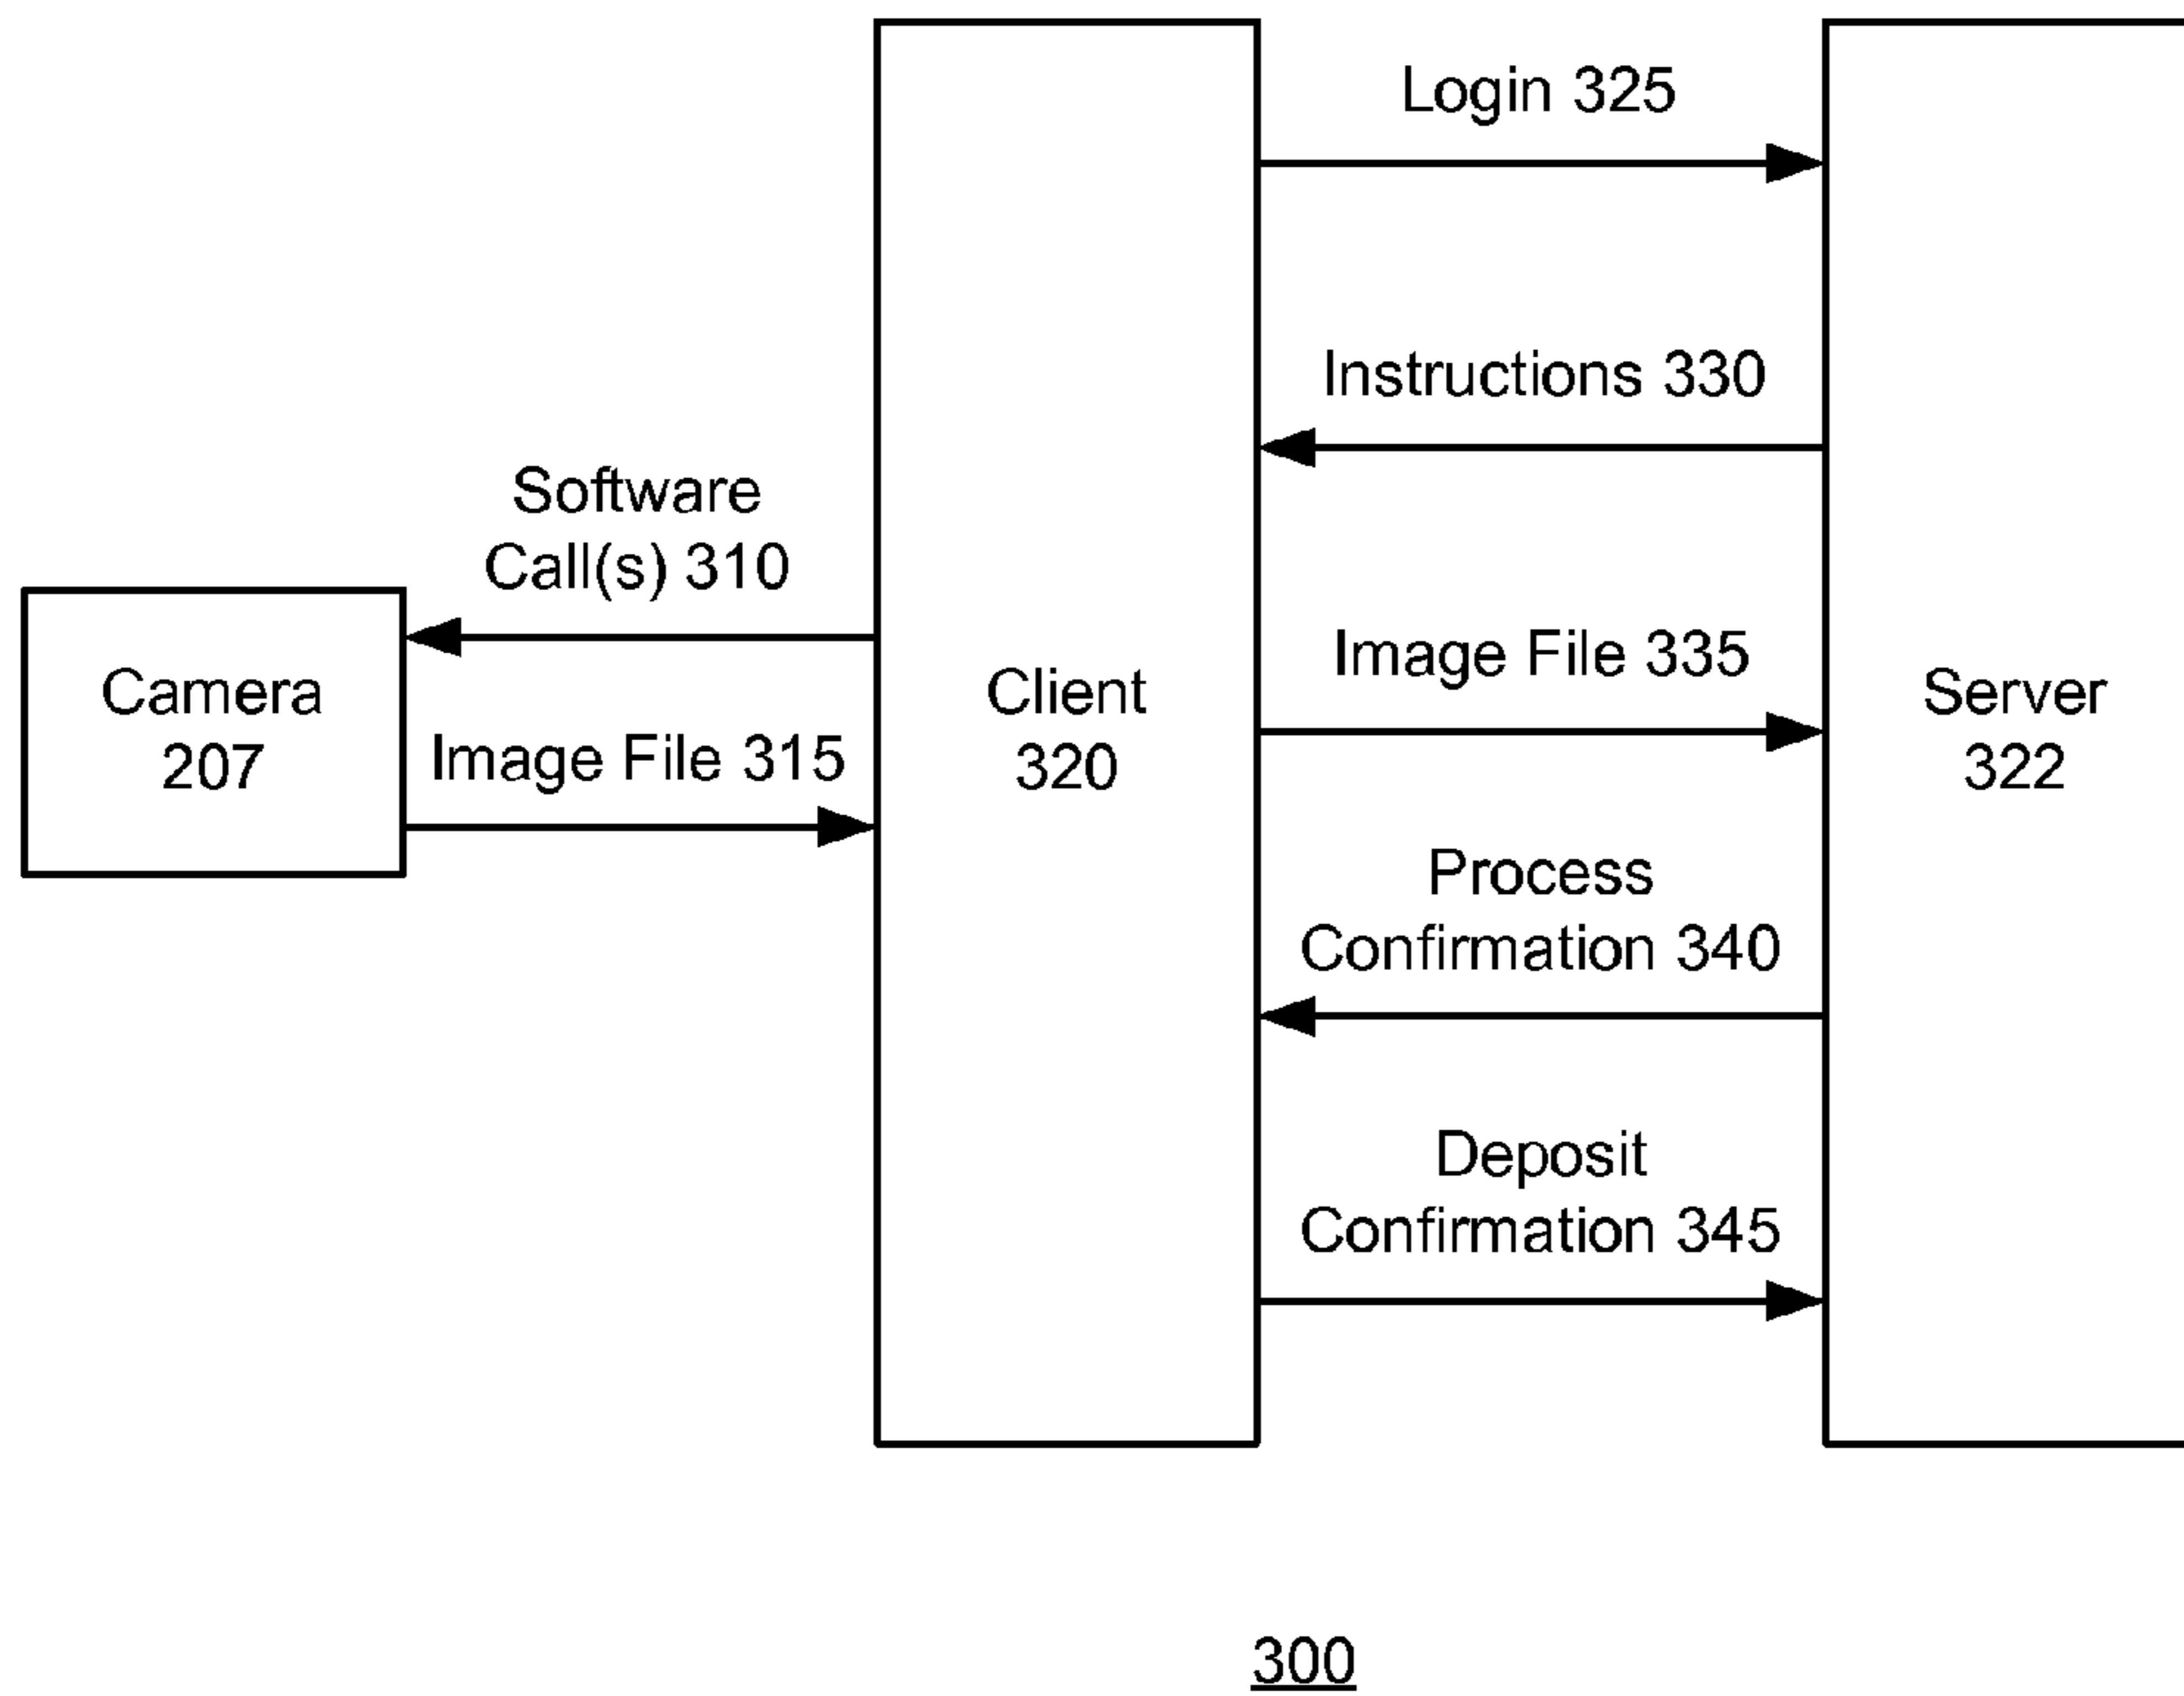 Login 325
Instructions 330
Software
Call(s) 310
Image File 335
Camera
207
Image File 315
Client
320
Server
322
Process
Confirmation 340
Deposit
Confirmation 345
300